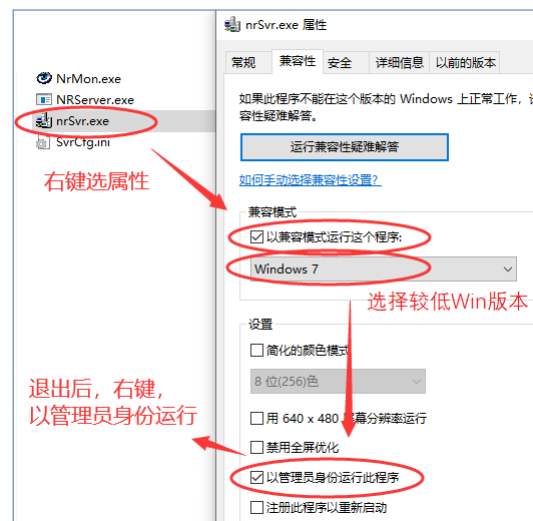 nrSvr.exe 属性
常规 兼容性 安全 详细信息 以前的版本
NrMon.exe
NRServer.exe
nrSvr.exe
SvrCfg.ini
右键选属性
如果此程序不能在这个版本的 Windows 上正常工作,
容性疑难解答。
运行兼容性疑难解答
如何手动选择兼容性设置?
兼容模式
以兼容模式运行这个程序:
Windows 7
选择较低Win版本
设置
简化的颜色模式
8 位(256)色
退出后，右键，
以管理员身份运行
用 640 x 480 幕分辨率运行
禁用全屏优化
以管理员身份运行此程序
注册此程序以重新启动